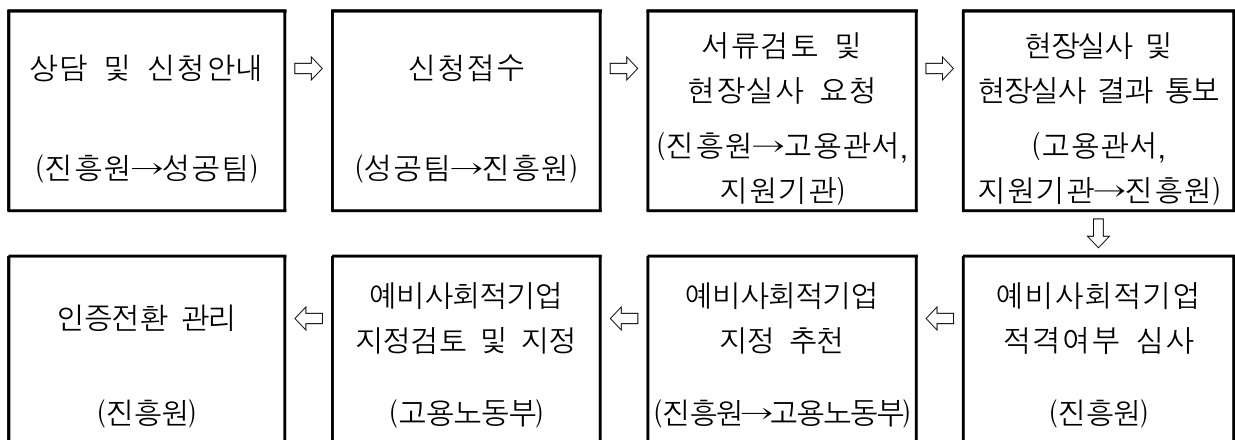 상담 및 신청안내
(진흥원→성공팀)
⇨
신청접수
(성공팀→진흥원)
⇨
서류검토 및
현장실사 요청
(진흥원→고용관서,
지원기관)
⇨
현장실사 및
현장실사 결과 통보
(고용관서,
지원기관→진흥원)
⇩
예비사회적기업
적격여부 심사
(진흥원)
⇦
예비사회적기업
지정 추천
(진흥원→고용노동부)
⇦
예비사회적기업
지정검토 및 지정
(고용노동부)
⇦
인증전환 관리
(진흥원)